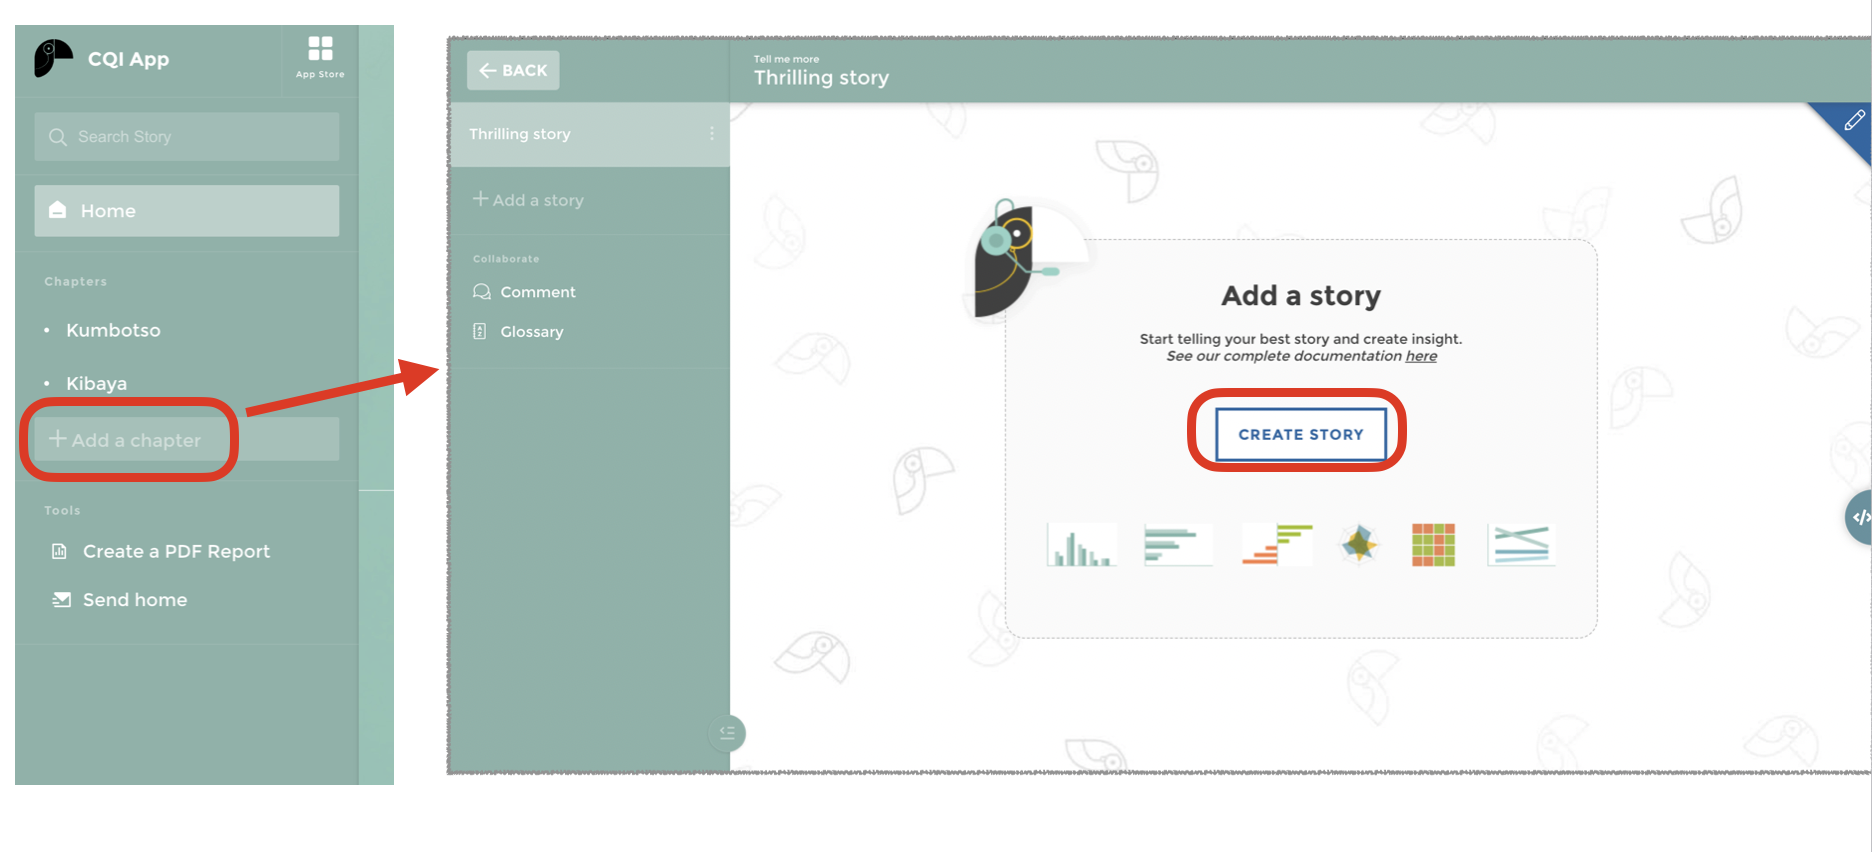 CQI App
App Store
Search Story
Home
Chapters
• Kumbotso
• Kibaya
+ Add a chapter
Tools
Create a PDF Report
Send home
← BACK
Tell me more
Thrilling story
Thrilling story
+ Add a story
Collaborate
Comment
Glossary
Add a story
Start telling your best story and create insight.
See our complete documentation here
CREATE STORY